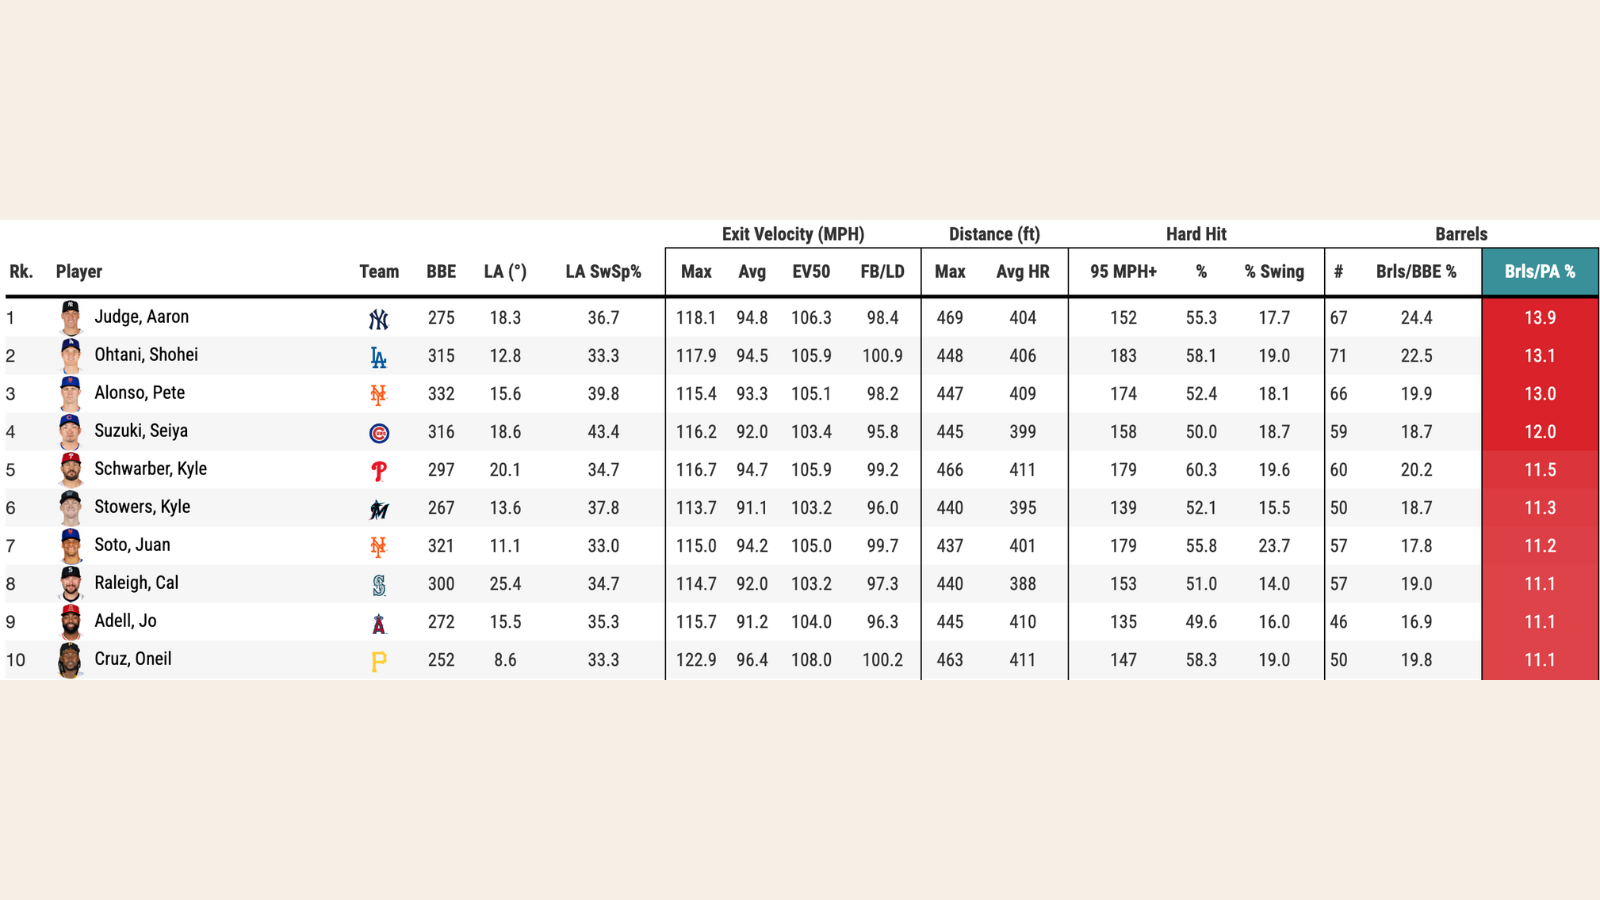 Exit Velocity (MPH) Distance (ft) Hard Hit Barrels
Rk. Player Team BBE LA (°) LA SwSp% Max Avg EV50 FB/LD Max Avg HR 95 MPH+ % % Swing # Brls/BBE % Brls/PA %
1 Judge, Aaron NY 275 18.3 36.7 118.1 94.8 106.3 98.4 469 404 152 55.3 17.7 67 24.4 13.9
2 Ohtani, Shohei LA 315 12.8 33.3 117.9 94.5 105.9 100.9 448 406 183 58.1 19.0 71 22.5 13.1
3 Alonso, Pete NY 332 15.6 39.8 115.4 93.3 105.1 98.2 447 409 174 52.4 18.1 66 19.9 13.0
4 Suzuki, Seiya C 316 18.6 43.4 116.2 92.0 103.4 95.8 445 399 158 50.0 18.7 59 18.7 12.0
5 Schwarber, Kyle P 297 20.1 34.7 116.7 94.7 105.9 99.2 466 411 179 60.3 19.6 60 20.2 11.5
6 Stowers, Kyle M 267 13.6 37.8 113.7 91.1 103.2 96.0 440 395 139 52.1 15.5 50 18.7 11.3
7 Soto, Juan NY 321 11.1 33.0 115.0 94.2 105.0 99.7 437 401 179 55.8 23.7 57 17.8 11.2
8 Raleigh, Cal S 300 25.4 34.7 114.7 92.0 103.2 97.3 440 388 153 51.0 14.0 57 19.0 11.1
9 Adell, Jo A 272 15.5 35.3 115.7 91.2 104.0 96.3 445 410 135 49.6 16.0 46 16.9 11.1
10 Cruz, Oneil P 252 8.6 33.3 122.9 96.4 108.0 100.2 463 411 147 58.3 19.0 50 19.8 11.1